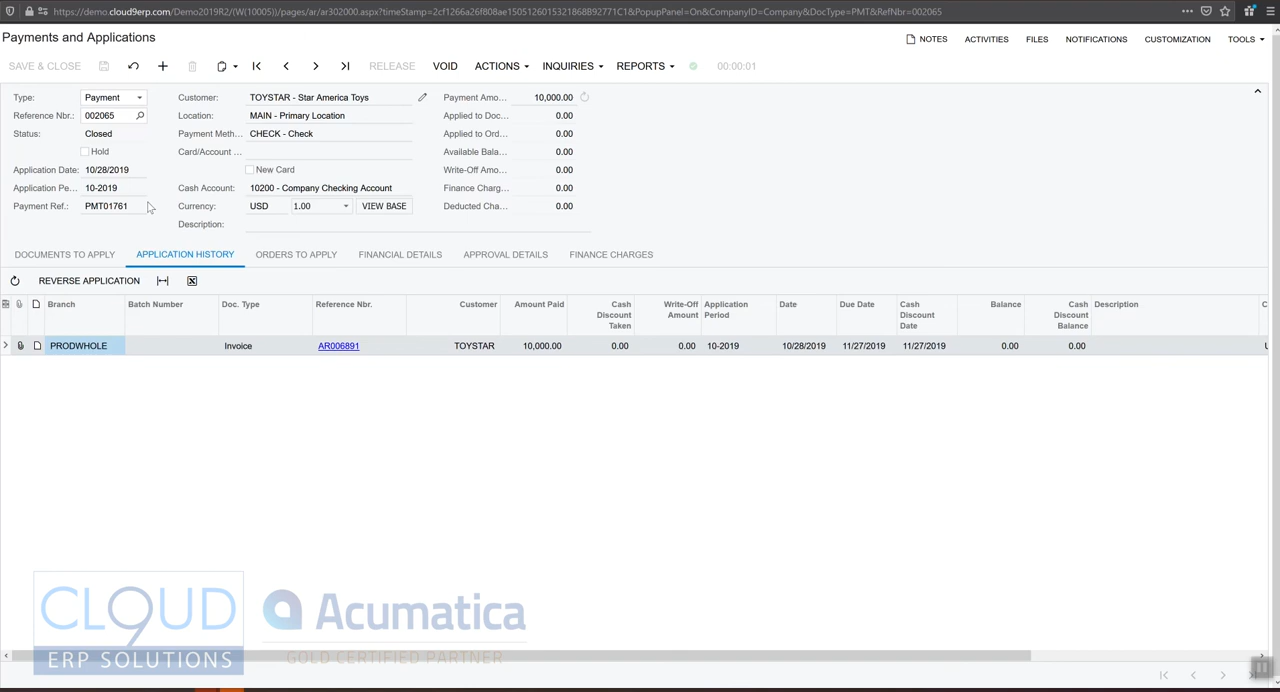 https://demo.cloud9erp.com/Demo2019R2/(W(10005))/pages/ar/ar302000.aspx?timeStamp=2cf1266a26f808ae1505126015321868B92771C1&PopupPanel=On&CompanyID=Company&DocType=PMT&RefNbr=002065
Payments and Applications
NOTES ACTIVITIES FILES NOTIFICATIONS CUSTOMIZATION TOOLS
SAVE & CLOSE RELEASE VOID ACTIONS INQUIRIES REPORTS 00:00:01
Type: Payment Customer: TOYSTAR - Star America Toys Payment Amo... 10,000.00
Reference Nbr.: 002065 Location: MAIN - Primary Location Applied to Doc... 0.00
Status: Closed Payment Meth... CHECK - Check Applied to Ord... 0.00
Hold Card/Account ... Available Bala... 0.00
Application Date: 10/28/2019 New Card Write-Off Amo... 0.00
Application Pe... 10-2019 Cash Account: 10200 - Company Checking Account Finance Charg... 0.00
Payment Ref.: PMT01761 Currency: USD 1.00 VIEW BASE Deducted Cha... 0.00
Description:
DOCUMENTS TO APPLY APPLICATION HISTORY ORDERS TO APPLY FINANCIAL DETAILS APPROVAL DETAILS FINANCE CHARGES
REVERSE APPLICATION
Branch Batch Number Doc. Type Reference Nbr. Customer Amount Paid Cash Discount Taken Write-Off Amount Application Period Date Due Date Cash Discount Date Balance Cash Discount Balance Description C
PRODWHOLE Invoice AR006891 TOYSTAR 10,000.00 0.00 0.00 10-2019 10/28/2019 11/27/2019 11/27/2019 0.00 0.00 U
CLOUD9
ERP SOLUTIONS
Acumatica
GOLD CERTIFIED PARTNER